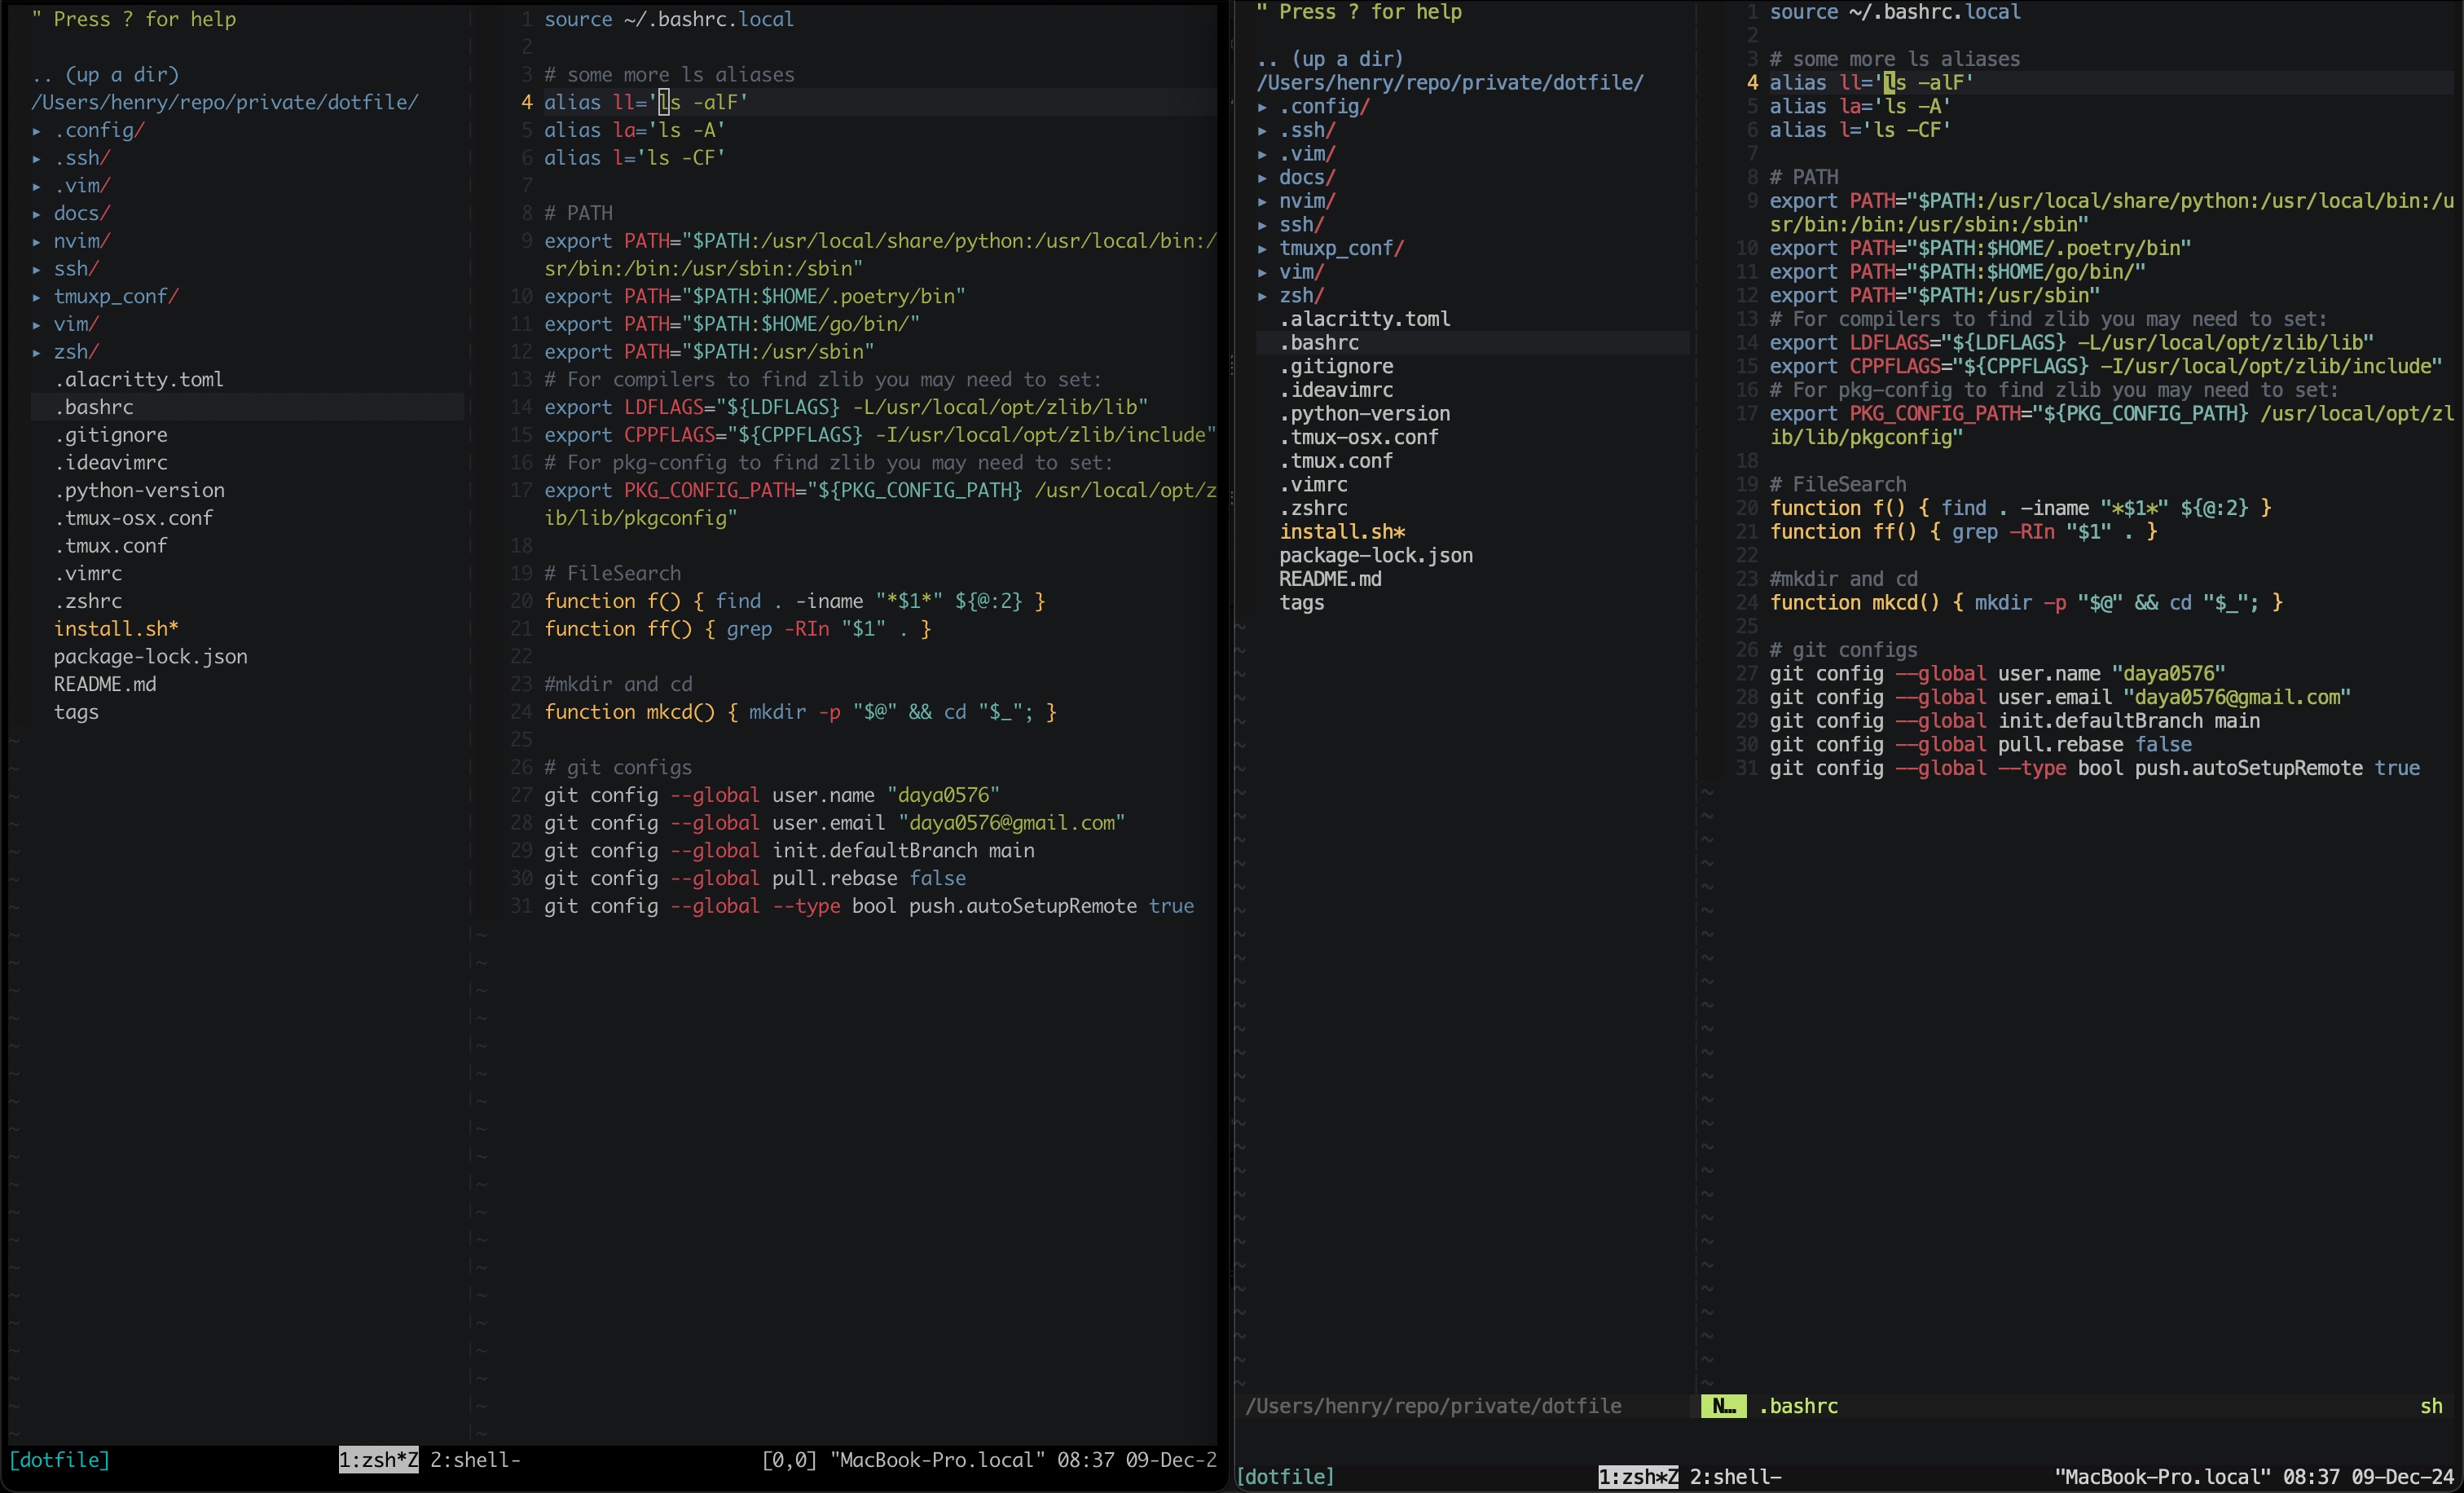 " Press ? for help
.. (up a dir)
/Users/henry/repo/private/dotfile/
▸ .config/
▸ .ssh/
▸ .vim/
▸ docs/
▸ nvim/
▸ ssh/
▸ tmuxp_conf/
▸ vim/
▸ zsh/
.alacritty.toml
.bashrc
.gitignore
.ideavimrc
.python-version
.tmux-osx.conf
.tmux.conf
.vimrc
.zshrc
install.sh*
package-lock.json
README.md
tags
1 source ~/.bashrc.local
2
3 # some more ls aliases
4 alias ll='ls -alF'
5 alias la='ls -A'
6 alias l='ls -CF'
7
8 # PATH
9 export PATH="$PATH:/usr/local/share/python:/usr/local/bin:/
sr/bin:/bin:/usr/sbin:/sbin"
10 export PATH="$PATH:$HOME/.poetry/bin"
11 export PATH="$PATH:$HOME/go/bin/"
12 export PATH="$PATH:/usr/sbin"
13 # For compilers to find zlib you may need to set:
14 export LDFLAGS="${LDFLAGS} -L/usr/local/opt/zlib/lib"
15 export CPPFLAGS="${CPPFLAGS} -I/usr/local/opt/zlib/include"
16 # For pkg-config to find zlib you may need to set:
17 export PKG_CONFIG_PATH="${PKG_CONFIG_PATH} /usr/local/opt/z
ib/lib/pkgconfig"
18
19 # FileSearch
20 function f() { find . -iname "*$1*" ${@:2} }
21 function ff() { grep -RIn "$1" . }
22
23 #mkdir and cd
24 function mkcd() { mkdir -p "$@" && cd "$_"; }
25
26 # git configs
27 git config --global user.name "daya0576"
28 git config --global user.email "daya0576@gmail.com"
29 git config --global init.defaultBranch main
30 git config --global pull.rebase false
31 git config --global --type bool push.autoSetupRemote true
[dotfile] 1:zsh*Z 2:shell- [0,0] "MacBook-Pro.local" 08:37 09-Dec-2
" Press ? for help
.. (up a dir)
/Users/henry/repo/private/dotfile/
▸ .config/
▸ .ssh/
▸ .vim/
▸ docs/
▸ nvim/
▸ ssh/
▸ tmuxp_conf/
▸ vim/
▸ zsh/
.alacritty.toml
.bashrc
.gitignore
.ideavimrc
.python-version
.tmux-osx.conf
.tmux.conf
.vimrc
.zshrc
install.sh*
package-lock.json
README.md
tags
1 source ~/.bashrc.local
2
3 # some more ls aliases
4 alias ll='ls -alF'
5 alias la='ls -A'
6 alias l='ls -CF'
7
8 # PATH
9 export PATH="$PATH:/usr/local/share/python:/usr/local/bin:/u
sr/bin:/bin:/usr/sbin:/sbin"
10 export PATH="$PATH:$HOME/.poetry/bin"
11 export PATH="$PATH:$HOME/go/bin/"
12 export PATH="$PATH:/usr/sbin"
13 # For compilers to find zlib you may need to set:
14 export LDFLAGS="${LDFLAGS} -L/usr/local/opt/zlib/lib"
15 export CPPFLAGS="${CPPFLAGS} -I/usr/local/opt/zlib/include"
16 # For pkg-config to find zlib you may need to set:
17 export PKG_CONFIG_PATH="${PKG_CONFIG_PATH} /usr/local/opt/zl
ib/lib/pkgconfig"
18
19 # FileSearch
20 function f() { find . -iname "*$1*" ${@:2} }
21 function ff() { grep -RIn "$1" . }
22
23 #mkdir and cd
24 function mkcd() { mkdir -p "$@" && cd "$_"; }
25
26 # git configs
27 git config --global user.name "daya0576"
28 git config --global user.email "daya0576@gmail.com"
29 git config --global init.defaultBranch main
30 git config --global pull.rebase false
31 git config --global --type bool push.autoSetupRemote true
/Users/henry/repo/private/dotfile N… .bashrc sh
[dotfile] 1:zsh*Z 2:shell- "MacBook-Pro.local" 08:37 09-Dec-24